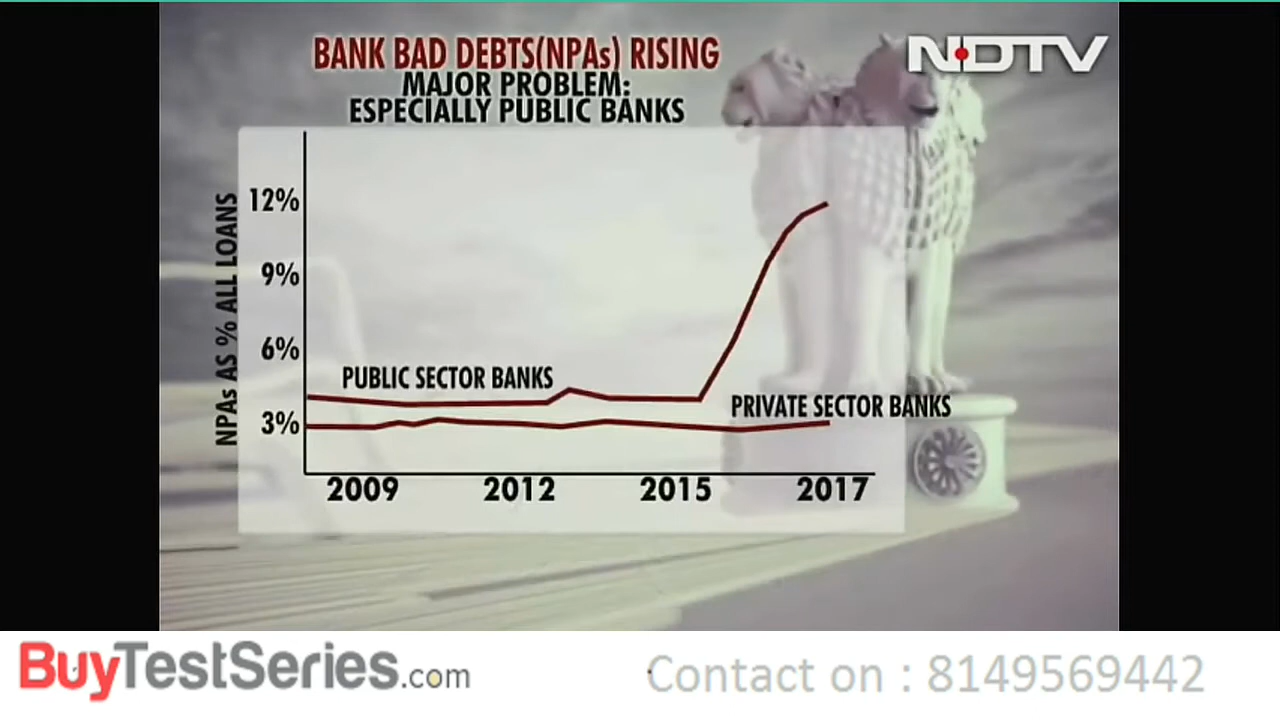 BANK BAD DEBTS(NPAs) RISING
MAJOR PROBLEM:
ESPECIALLY PUBLIC BANKS
NDTV
NPAs AS % ALL LOANS
12%
9%
6%
3%
PUBLIC SECTOR BANKS
PRIVATE SECTOR BANKS
2009 2012 2015 2017
BuyTestSeries.com
Contact on : 8149569442